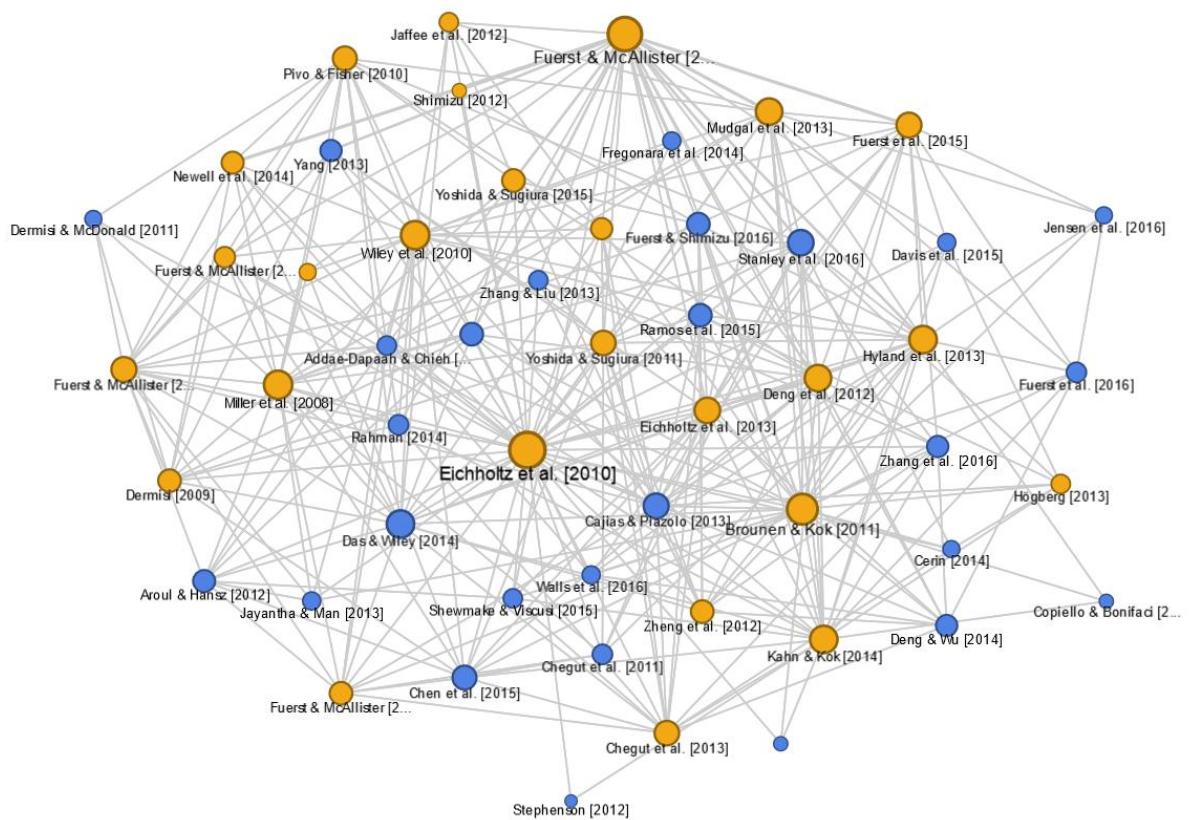 Jaffee et al. [2012]
Fuerst & McAllister [2...
Pivo & Fisher [2010]
Shimizu [2012]
Mudgal et al. [2013]
Fuerst et al. [2015]
Fregonara et al. [2014]
Yang [2013]
Newell et al. [2014]
Yoshida & Sugiura [2015]
Dermisi & McDonald [2011]
Jensen et al. [2016]
Fuerst & Shimizu [2016]
Wiley et al. [2010]
Stanley et al. [2016]
Davis et al. [2015]
Fuerst & McAllister [2...
Zhang & Liu [2013]
Ramos et al. [2015]
Addae-Dapaah & Chieh [...
Yoshida & Sugiura [2011]
Hyland et al. [2013]
Fuerst & McAllister [2...
Fuerst et al. [2016]
Deng et al. [2012]
Miller et al. [2008]
Eichholtz et al. [2013]
Rahman [2014]
Zhang et al. [2016]
Eichholtz et al. [2010]
Dermisi [2009]
Högberg [2013]
Cajias & Piazolo [2013]
Brounen & Kok [2011]
Das & Wiley [2014]
Cerin [2014]
Walls et al. [2016]
Aroul & Hansz [2012]
Jayantha & Man [2013]
Shewmake & Viscusi [2015]
Copiello & Bonifaci [2...
Zheng et al. [2012]
Deng & Wu [2014]
Kahn & Kok [2014]
Chegut et al. [2011]
Chen et al. [2015]
Fuerst & McAllister [2...
Chegut et al. [2013]
Stephenson [2012]